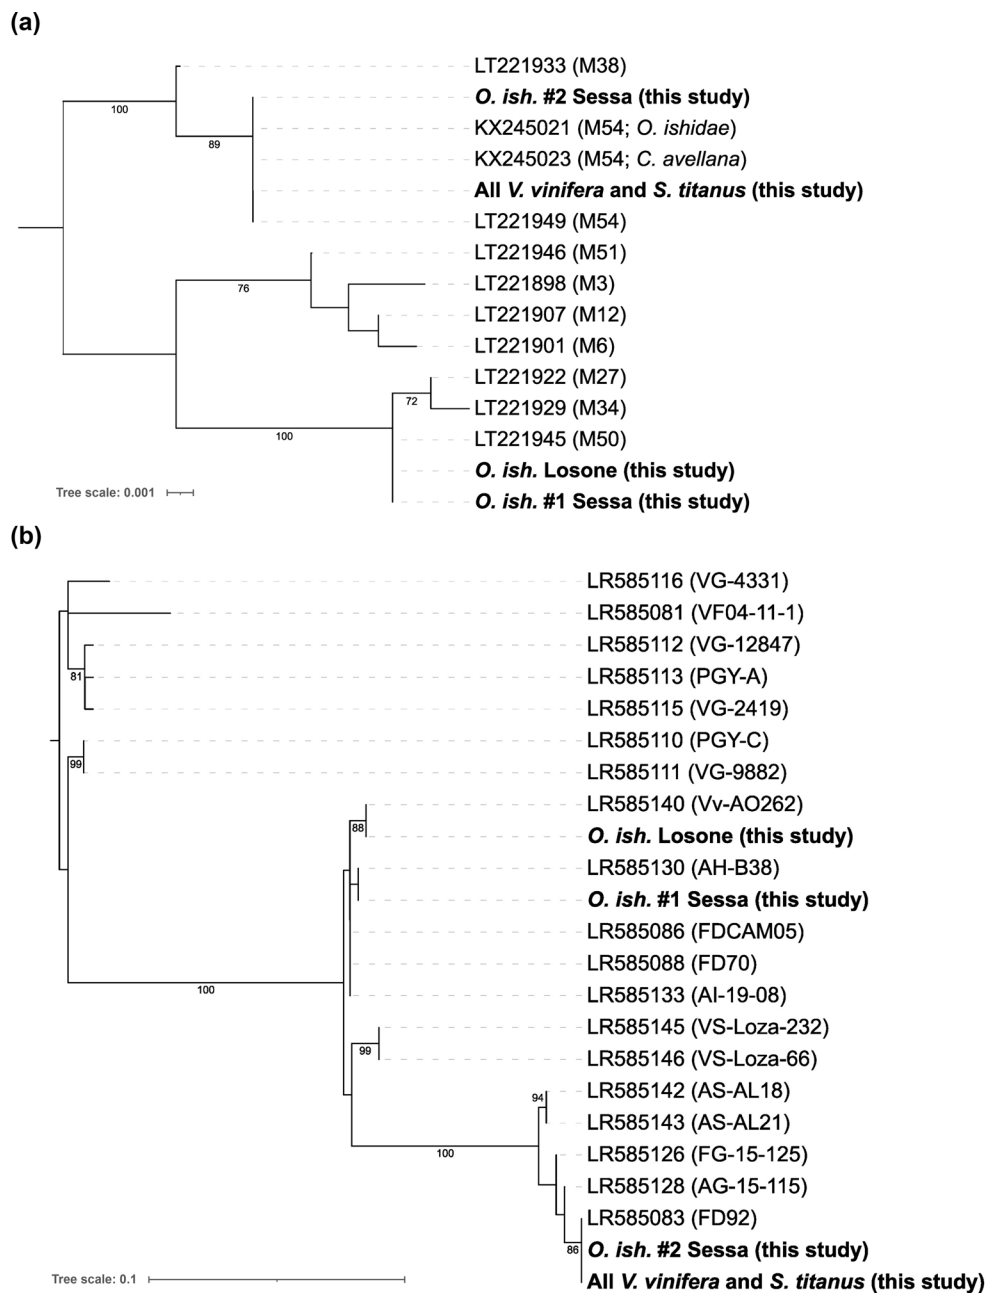 (a)
LT221933 (M38)
O. ish. #2 Sessa (this study)
100
KX245021 (M54; O. ishidae)
89
KX245023 (M54; C. avellana)
All V. vinifera and S. titanus (this study)
LT221949 (M54)
LT221946 (M51)
LT221898 (M3)
76
LT221907 (M12)
LT221901 (M6)
LT221922 (M27)
72
LT221929 (M34)
100
LT221945 (M50)
O. ish. Losone (this study)
Tree scale: 0.001
O. ish. #1 Sessa (this study)
(b)
LR585116 (VG-4331)
LR585081 (VF04-11-1)
LR585112 (VG-12847)
81
LR585113 (PGY-A)
LR585115 (VG-2419)
LR585110 (PGY-C)
99
LR585111 (VG-9882)
LR585140 (Vv-AO262)
88
O. ish. Losone (this study)
LR585130 (AH-B38)
O. ish. #1 Sessa (this study)
LR585086 (FDCAM05)
LR585088 (FD70)
100
LR585133 (AI-19-08)
LR585145 (VS-Loza-232)
99
LR585146 (VS-Loza-66)
LR585142 (AS-AL18)
94
LR585143 (AS-AL21)
100
LR585126 (FG-15-125)
LR585128 (AG-15-115)
LR585083 (FD92)
86
O. ish. #2 Sessa (this study)
Tree scale: 0.1
All V. vinifera and S. titanus (this study)